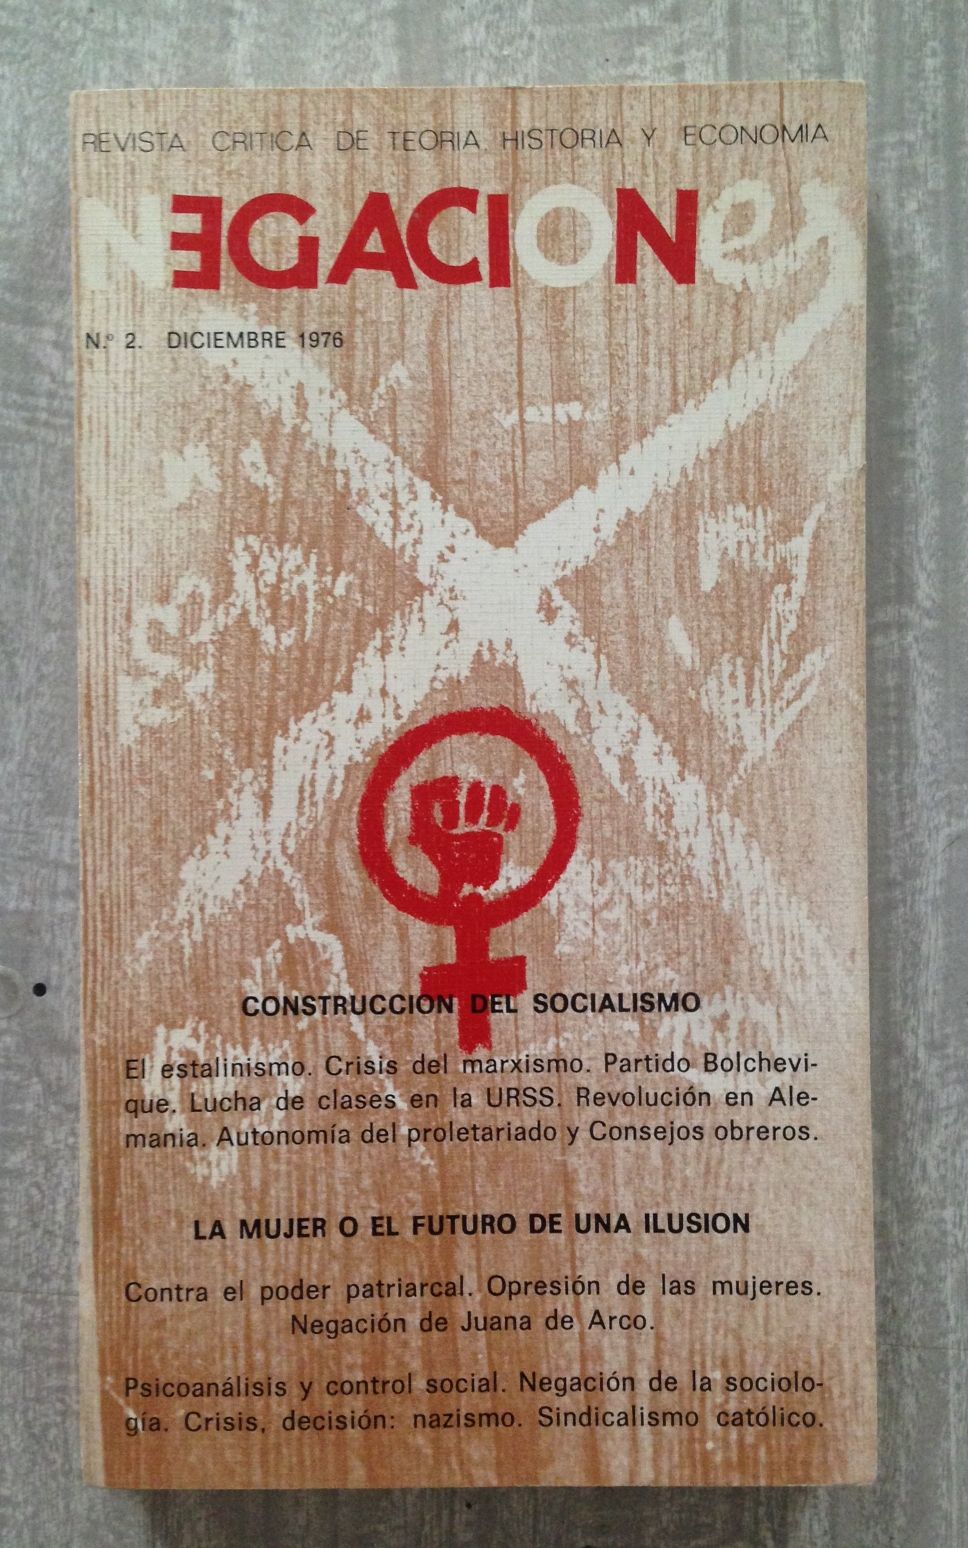 REVISTA CRITICA DE TEORIA HISTORIA Y ECONOMIA
NEGACIONes
N.º 2. DICIEMBRE 1976
CONSTRUCCION DEL SOCIALISMO
El estalinismo. Crisis del marxismo. Partido Bolchevi-
que. Lucha de clases en la URSS. Revolución en Ale-
mania. Autonomía del proletariado y Consejos obreros.
LA MUJER O EL FUTURO DE UNA ILUSION
Contra el poder patriarcal. Opresión de las mujeres.
Negación de Juana de Arco.
Psicoanálisis y control social. Negación de la sociolo-
gía. Crisis, decisión: nazismo. Sindicalismo católico.